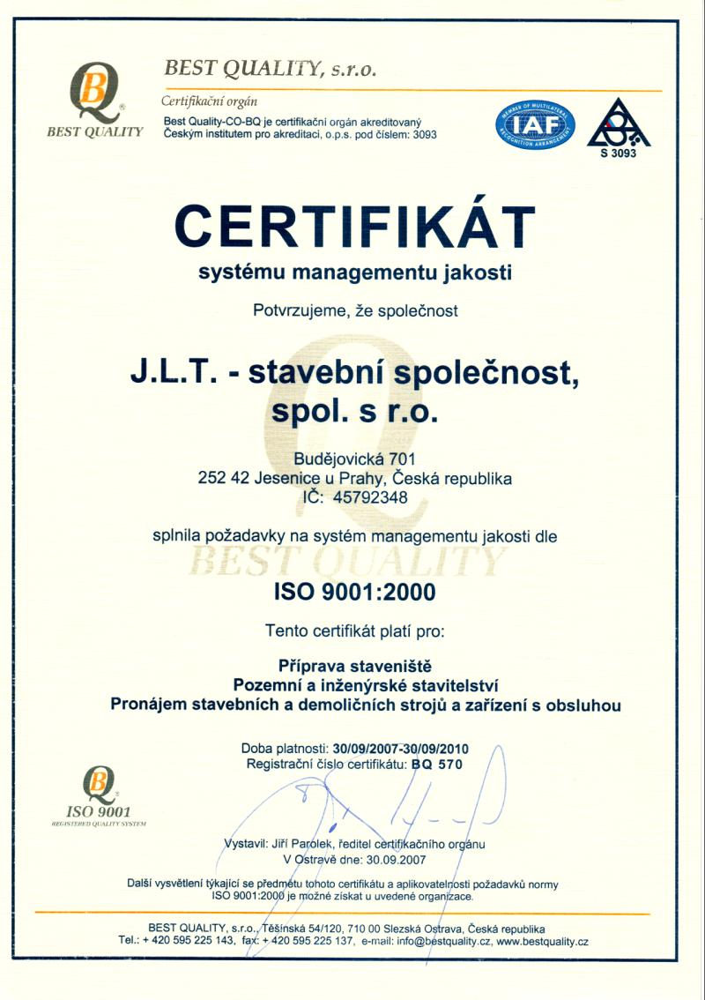 BEST QUALITY, s.r.o.
Certifikační orgán
Best Quality-CO-BQ je certifikační orgán akreditovaný
Českým institutem pro akreditaci, o.p.s. pod číslem: 3093
BQ
®
BEST QUALITY
MEMBER OF MULTILATERAL
IAF
RECOGNITION ARRANGEMENT
S 3093
CERTIFIKÁT
systému managementu jakosti
Potvrzujeme, že společnost
J.L.T. - stavební společnost,
spol. s r.o.
Budějovická 701
252 42 Jesenice u Prahy, Česká republika
IČ: 45792348
splnila požadavky na systém managementu jakosti dle
BEST QUALITY
ISO 9001:2000
Tento certifikát platí pro:
Příprava staveniště
Pozemní a inženýrské stavitelství
Pronájem stavebních a demoličních strojů a zařízení s obsluhou
Doba platnosti: 30/09/2007-30/09/2010
Registrační číslo certifikátu: BQ 570
BQ
®
ISO 9001
REGISTERED QUALITY SYSTEM
Vystavil: Jiří Parolek, ředitel certifikačního orgánu
V Ostravě dne: 30.09.2007
Další vysvětlení týkající se předmětu tohoto certifikátu a aplikovatelnosti požadavků normy
ISO 9001:2000 je možné získat u uvedené organizace.
BEST QUALITY, s.r.o., Těšínská 54/120, 710 00 Slezská Ostrava, Česká republika
Tel.: + 420 595 225 143, fax: + 420 595 225 137, e-mail: info@bestquality.cz, www.bestquality.cz